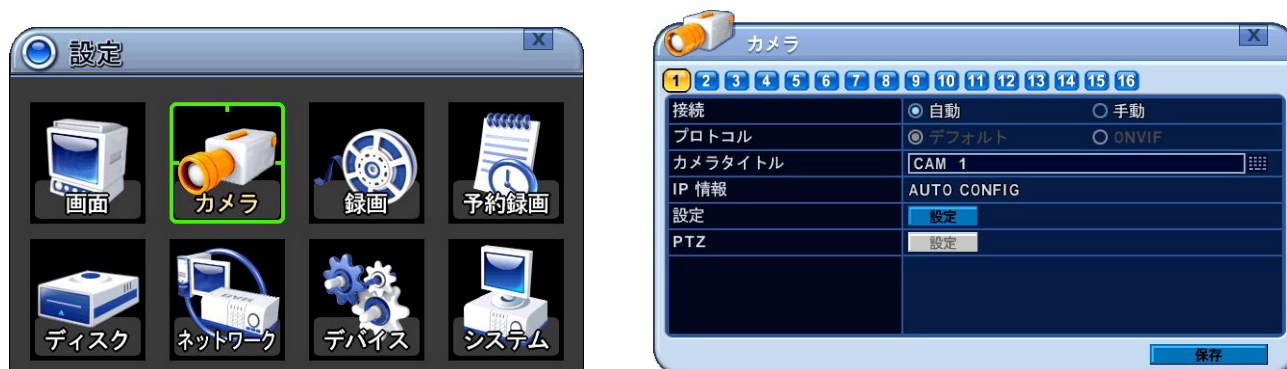 設定
X
画面
カメラ
録画
予約録画
ディスク
ネットワーク
デバイス
システム
カメラ
X
1 2 3 4 5 6 7 8 9 10 11 12 13 14 15 16
接続 自動 手動
プロトコル デフォルト ONVIF
カメラタイトル CAM 1
IP 情報 AUTO CONFIG
設定 設定
PTZ 設定
保存